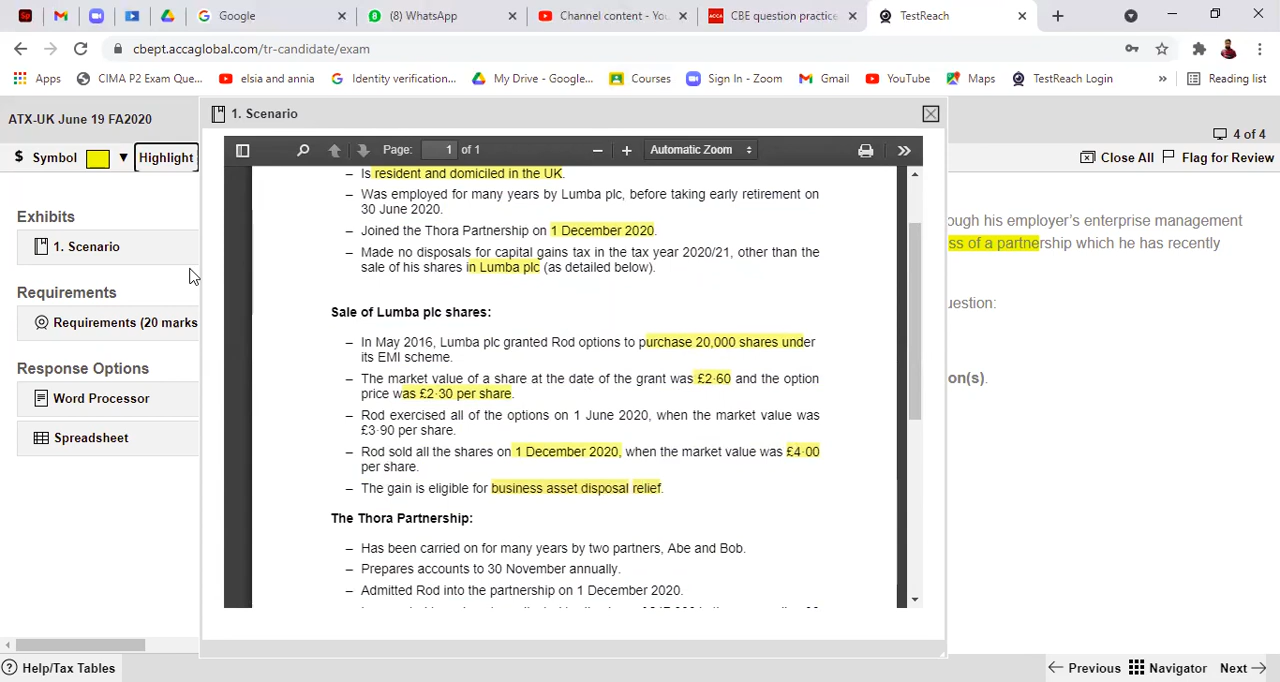 Google
(8) WhatsApp
Channel content - You
CBE question practice
TestReach
cbept.accaglobal.com/tr-candidate/exam
Apps
CIMA P2 Exam Que...
elsia and annia
Identity verification...
My Drive - Google...
Courses
Sign In - Zoom
Gmail
YouTube
Maps
TestReach Login
»
Reading list
ATX-UK June 19 FA2020
1. Scenario
4 of 4
$ Symbol
Highlight
Page: 1 of 1
Automatic Zoom
Close All
Flag for Review
Exhibits
1. Scenario
Requirements
Requirements (20 marks
Response Options
Word Processor
Spreadsheet
– Is resident and domiciled in the UK.
– Was employed for many years by Lumba plc, before taking early retirement on
30 June 2020.
– Joined the Thora Partnership on 1 December 2020.
– Made no disposals for capital gains tax in the tax year 2020/21, other than the
sale of his shares in Lumba plc (as detailed below).
Sale of Lumba plc shares:
– In May 2016, Lumba plc granted Rod options to purchase 20,000 shares under
its EMI scheme.
– The market value of a share at the date of the grant was £2·60 and the option
price was £2·30 per share.
– Rod exercised all of the options on 1 June 2020, when the market value was
£3·90 per share.
– Rod sold all the shares on 1 December 2020, when the market value was £4·00
per share.
– The gain is eligible for business asset disposal relief.
The Thora Partnership:
– Has been carried on for many years by two partners, Abe and Bob.
– Prepares accounts to 30 November annually.
– Admitted Rod into the partnership on 1 December 2020.
ough his employer's enterprise management
ss of a partnership which he has recently
uestion:
on(s).
Help/Tax Tables
Previous
Navigator
Next